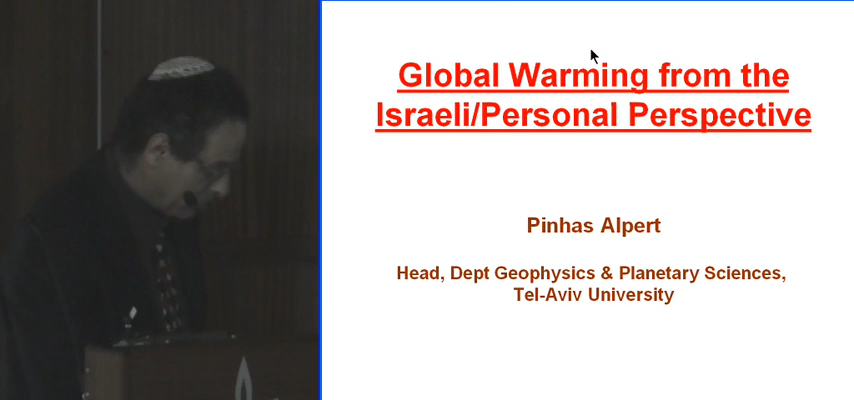 Global Warming from the
Israeli/Personal Perspective
Pinhas Alpert
Head, Dept Geophysics & Planetary Sciences,
Tel-Aviv University